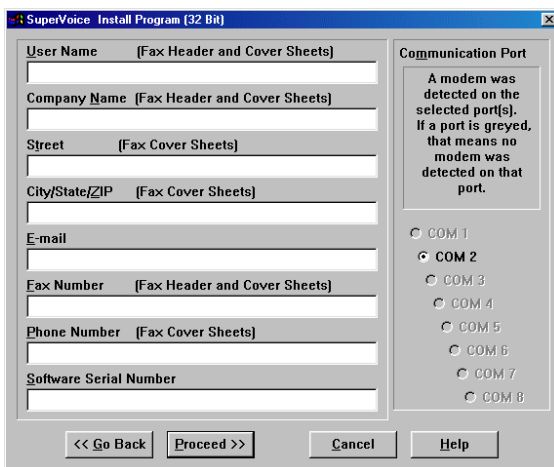 SuperVoice Install Program (32 Bit)
User Name (Fax Header and Cover Sheets)
Company Name (Fax Header and Cover Sheets)
Street (Fax Cover Sheets)
City/State/ZIP (Fax Cover Sheets)
E-mail
Fax Number (Fax Header and Cover Sheets)
Phone Number (Fax Cover Sheets)
Software Serial Number
Communication Port
A modem was
detected on the
selected port(s).
If a port is greyed,
that means no
modem was
detected on that
port.
COM 1
COM 2
COM 3
COM 4
COM 5
COM 6
COM 7
COM 8
<< Go Back
Proceed >>
Cancel
Help